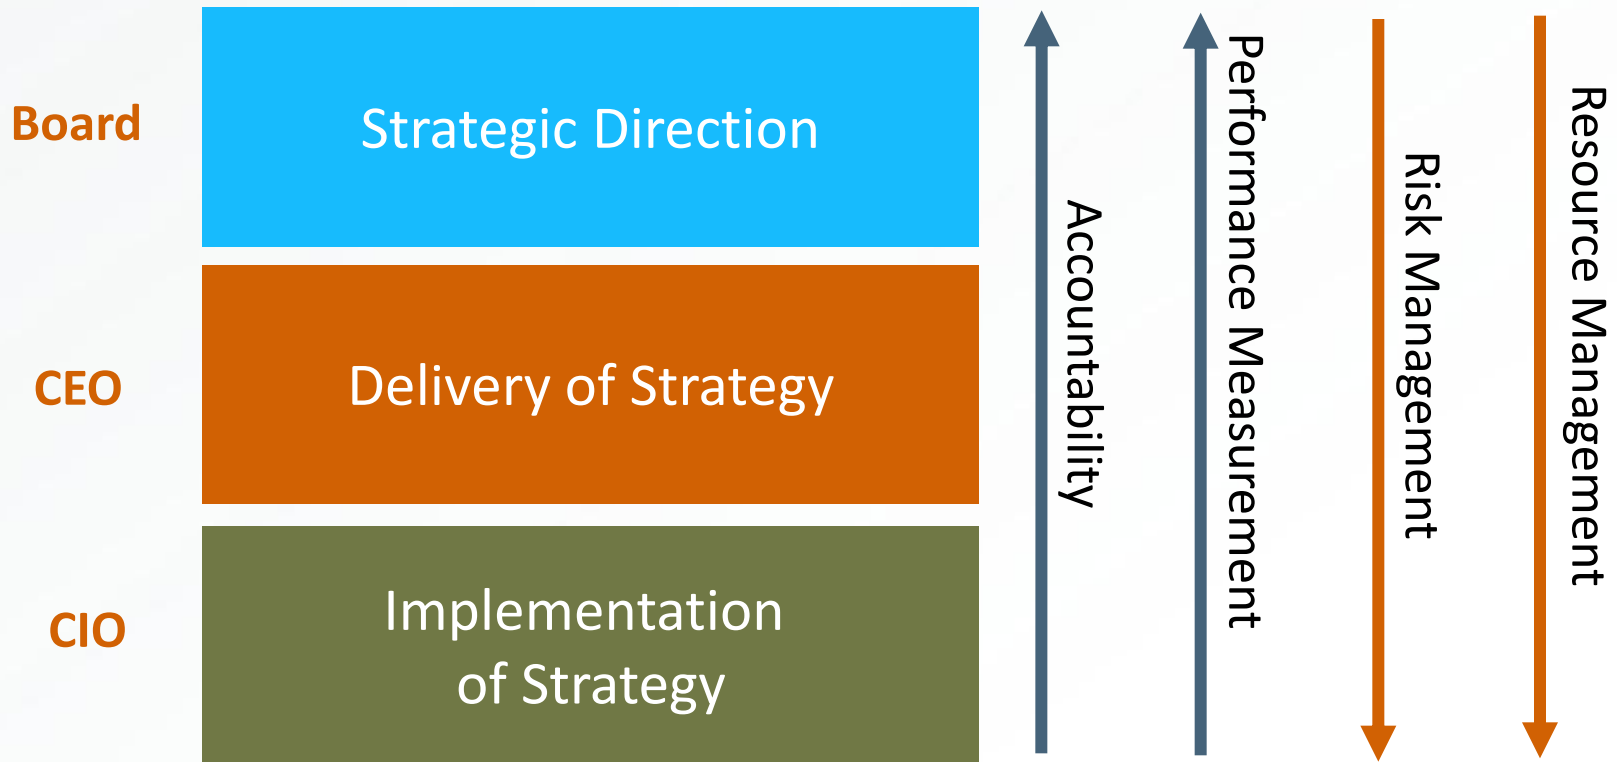 Board
Strategic Direction
CEO
Delivery of Strategy
CIO
Implementation
of Strategy
Accountability
Performance Measurement
Risk Management
Resource Management